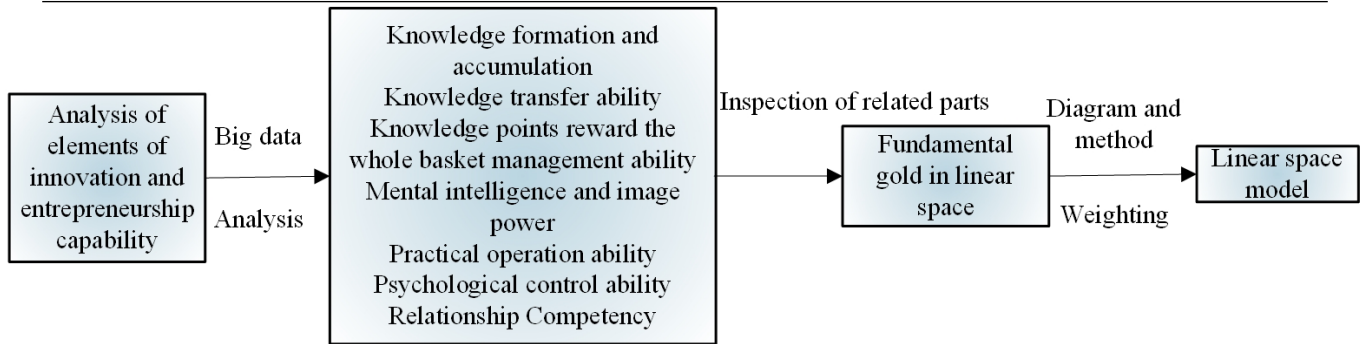 Analysis of
elements of
innovation and
entrepreneurship
capability
Big data
Analysis
Knowledge formation and
accumulation
Knowledge transfer ability
Knowledge points reward the
whole basket management ability
Mental intelligence and image
power
Practical operation ability
Psychological control ability
Relationship Competency
Inspection of related parts
Fundamental
gold in linear
space
Diagram and
method
Weighting
Linear space
model